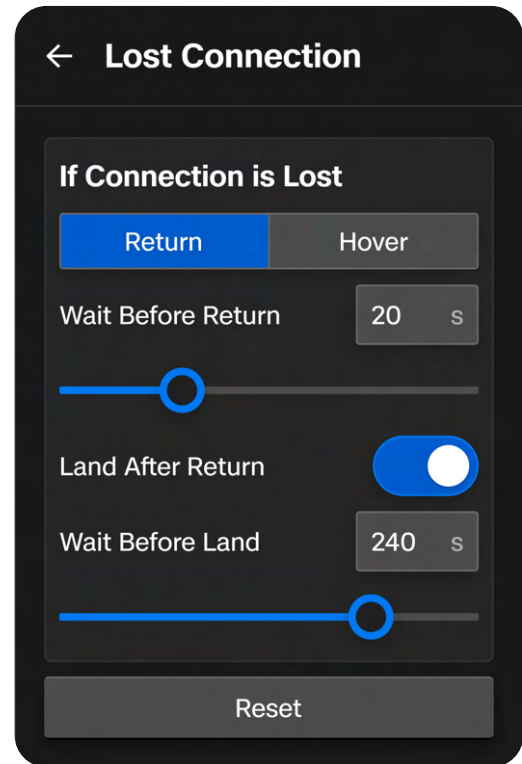 Lost Connection
If Connection is Lost
Return Hover
Wait Before Return 20 s
Land After Return
Wait Before Land 240 s
Reset